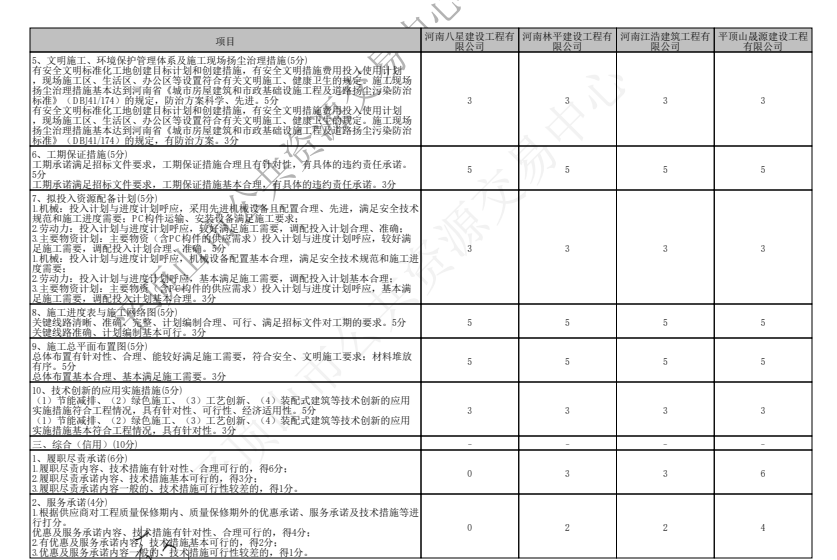 项目 河南八星建设工程有限公司 河南林平建设工程有限公司 河南江浩建筑工程有限公司 平顶山晟源建设工程有限公司
5、文明施工、环境保护管理体系及施工现场扬尘治理措施(5分)
有安全文明标准化工地创建目标计划和创建措施，有安全文明措施费用投入使用计划
，现场施工区、生活区、办公区等设置符合有关文明施工、健康卫生的规定。施工现场
扬尘治理措施基本达到河南省《城市房屋建筑和市政基础设施工程及道路扬尘污染防治
标准》（DBJ41/174）的规定，防治方案科学、先进。5分
有安全文明标准化工地创建目标计划和创建措施，有安全文明措施费用投入使用计划
，现场施工区、生活区、办公区等设置符合有关文明施工、健康卫生的规定。施工现场
扬尘治理措施基本达到河南省《城市房屋建筑和市政基础设施工程及道路扬尘污染防治
标准》（DBJ41/174）的规定，有防治方案。3分
3 3 3 3
6、工期保证措施(5分)
工期承诺满足招标文件要求，工期保证措施合理且有针对性，有具体的违约责任承诺。
5分
工期承诺满足招标文件要求，工期保证措施基本合理，有具体的违约责任承诺。3分
5 5 5 5
7、拟投入资源配备计划(5分)
1.机械：投入计划与进度计划呼应，采用先进机械设备且配置合理、先进，满足安全技术
规范和施工进度需要；PC构件运输、安装设备满足施工要求；
2.劳动力：投入计划与进度计划呼应，较好满足施工需要，调配投入计划合理、准确；
3.主要物资计划：主要物资（含PC构件的供应需求）投入计划与进度计划呼应，较好满
足施工需要，调配投入计划合理、准确。5分
1.机械：投入计划与进度计划呼应，机械设备配置基本合理，满足安全技术规范和施工进
度需要；
2.劳动力：投入计划与进度计划呼应，基本满足施工需要，调配投入计划基本合理；
3.主要物资计划：主要物资（含PC构件的供应需求）投入计划与进度计划呼应，基本满
足施工需要，调配投入计划基本合理。3分
3 3 3 3
8、施工进度表与施工网络图(5分)
关键线路清晰、准确、完整、计划编制合理、可行、满足招标文件对工期的要求。5分
关键线路准确、计划编制基本可行。3分
5 5 5 5
9、施工总平面布置图(5分)
总体布置有针对性、合理、能较好满足施工需要，符合安全、文明施工要求；材料堆放
有序。5分
总体布置基本合理、基本满足施工需要。3分
5 5 5 5
10、技术创新的应用实施措施(5分)
（1）节能减排、（2）绿色施工、（3）工艺创新、（4）装配式建筑等技术创新的应用
实施措施符合工程情况，具有针对性、可行性、经济适用性。5分
（1）节能减排、（2）绿色施工、（3）工艺创新、（4）装配式建筑等技术创新的应用
实施措施基本符合工程情况，具有针对性。3分
3 3 3 3
三、综合（信用）(10分) - - - -
1、履职尽责承诺(6分)
1.履职尽责内容、技术措施有针对性、合理可行的，得6分；
2.履职尽责承诺内容、技术措施基本可行的，得3分；
3.履职尽责承诺内容一般的、技术措施可行性较差的，得1分。
0 3 3 6
2、服务承诺(4分)
1.根据供应商对工程质量保修期内、质量保修期外的优惠承诺、服务承诺及技术措施等进
行打分。
优惠及服务承诺内容、技术措施有针对性、合理可行的，得4分；
2.有优惠及服务承诺内容、技术措施基本可行的，得2分；
3.优惠及服务承诺内容一般的、技术措施可行性较差的，得1分。
0 2 2 4